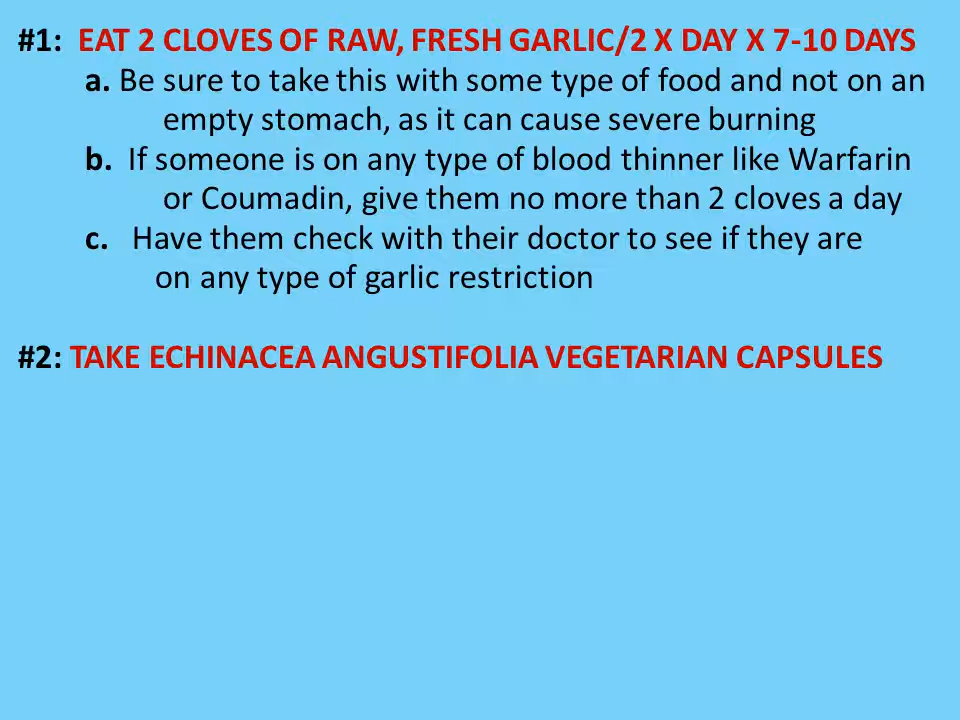 #1: EAT 2 CLOVES OF RAW, FRESH GARLIC/2 X DAY X 7-10 DAYS
a. Be sure to take this with some type of food and not on an
empty stomach, as it can cause severe burning
b. If someone is on any type of blood thinner like Warfarin
or Coumadin, give them no more than 2 cloves a day
c. Have them check with their doctor to see if they are
on any type of garlic restriction
#2: TAKE ECHINACEA ANGUSTIFOLIA VEGETARIAN CAPSULES